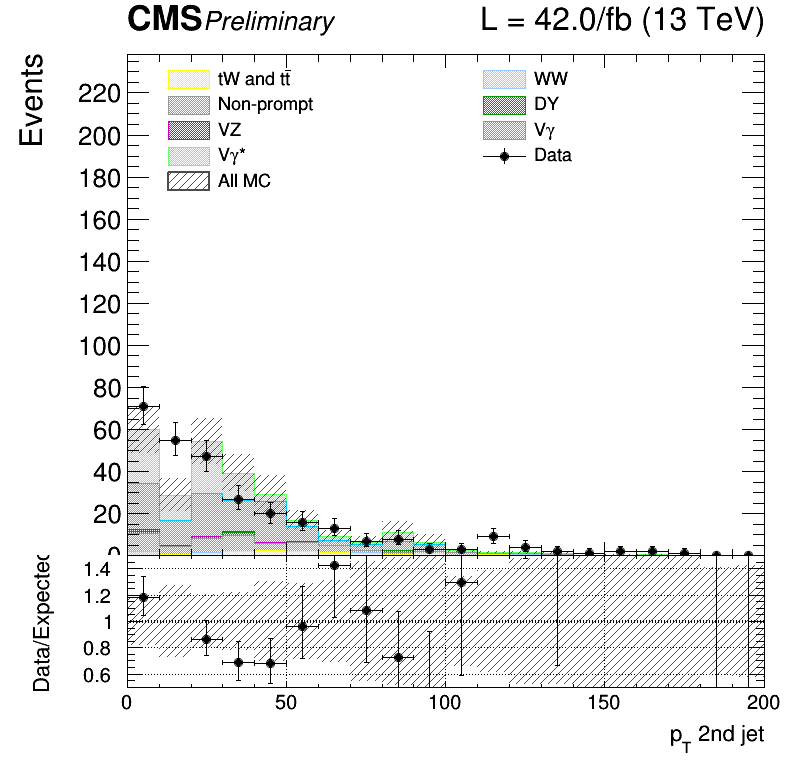 CMS Preliminary L = 42.0/fb (13 TeV)
Events
tW and tt̄
Non-prompt
VZ
Vγ*
All MC
WW
DY
Vγ
Data
220
200
180
160
140
120
100
80
60
40
20
0
Data/Expected
1.4
1.2
1
0.8
0.6
0 50 100 150 200
pT 2nd jet